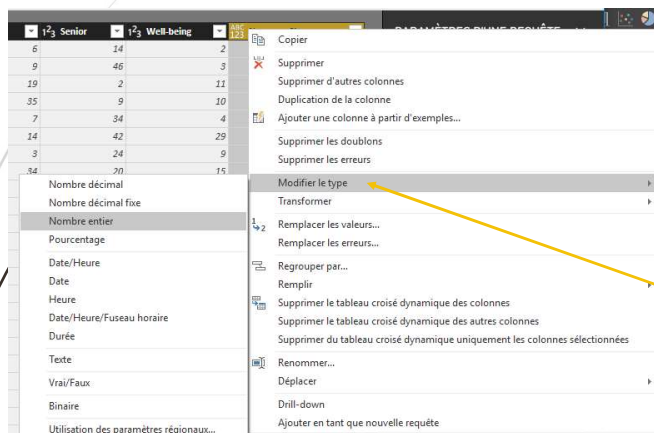 1²3 Senior 1²3 Well-being ABC 123
6 14 2
9 46 3
19 2 11
35 9 10
7 34 4
14 42 29
3 24 9
34 20 15
Copier
Supprimer
Supprimer d'autres colonnes
Duplication de la colonne
Ajouter une colonne à partir d'exemples...
Supprimer les doublons
Supprimer les erreurs
Modifier le type
Transformer
Remplacer les valeurs...
Remplacer les erreurs...
Regrouper par...
Remplir
Supprimer le tableau croisé dynamique des colonnes
Supprimer le tableau croisé dynamique des autres colonnes
Supprimer du tableau croisé dynamique uniquement les colonnes sélectionnées
Renommer...
Déplacer
Drill-down
Ajouter en tant que nouvelle requête
Nombre décimal
Nombre décimal fixe
Nombre entier
Pourcentage
Date/Heure
Date
Heure
Date/Heure/Fuseau horaire
Durée
Texte
Vrai/Faux
Binaire
Utilisation des paramètres régionaux...